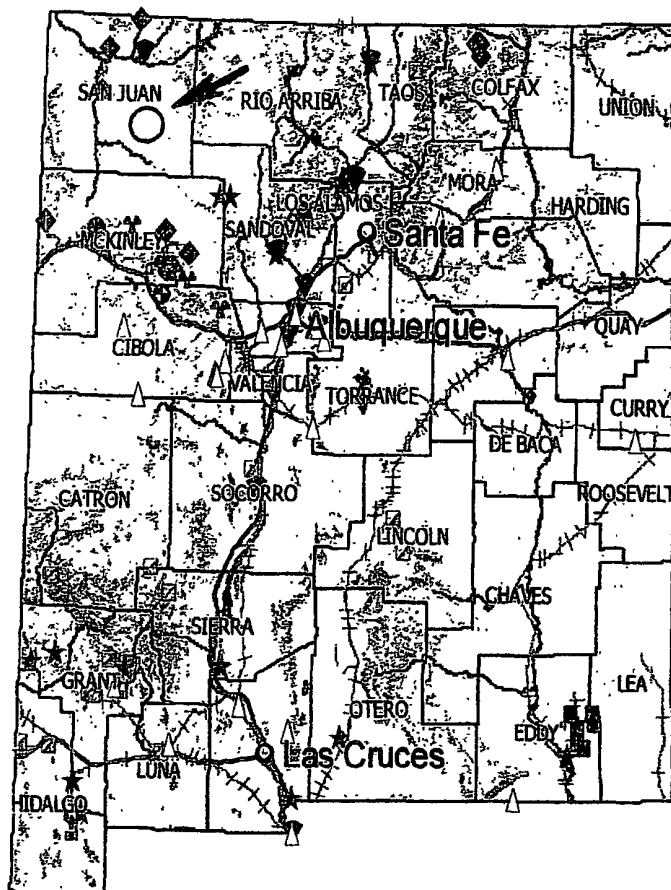 SAN JUAN
RIO ARRIBA
TAO
COLFAX
UNION
MORA
LOS ALAMOS
HARDING
MCKINLEY
SANDOVAL
Santa Fe
Albuquerque
QUAY
CIBOLA
VALENCIA
TORRANCE
CURRY
DE BACA
CATRON
SOCORRO
ROOSEVELT
LINCOLN
CHAVES
SIERRA
GRANT
LEA
OTERO
EDDY
Las Cruces
LUNA
HIDALGO